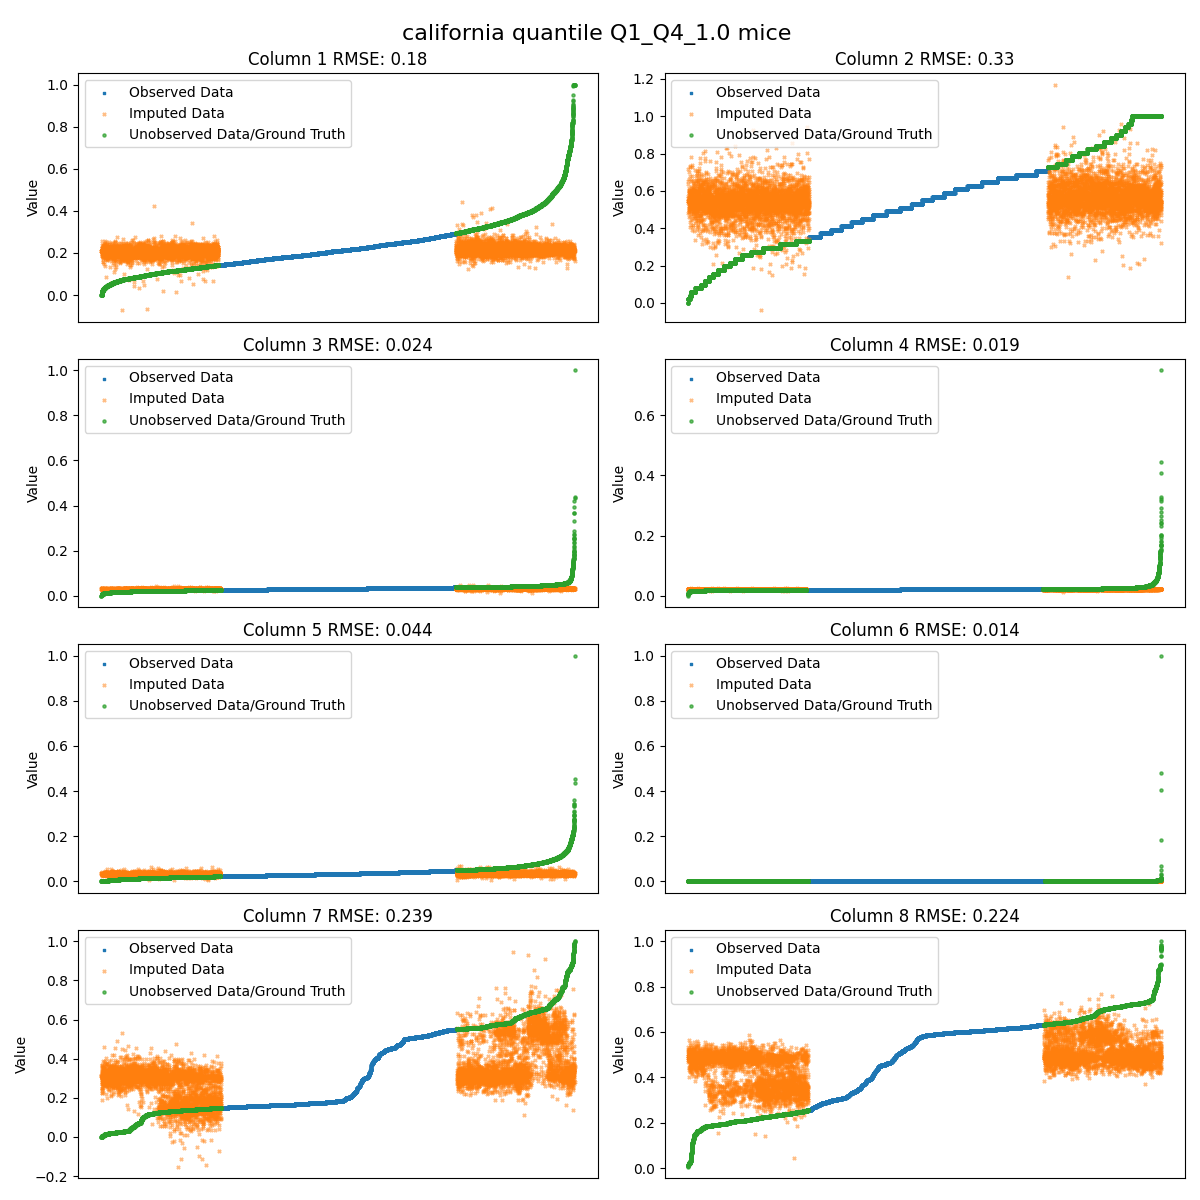 california quantile Q1_Q4_1.0 mice
Column 1 RMSE: 0.18
Observed Data
Imputed Data
Unobserved Data/Ground Truth
Value
1.0
0.8
0.6
0.4
0.2
0.0
Column 2 RMSE: 0.33
Observed Data
Imputed Data
Unobserved Data/Ground Truth
Value
1.2
1.0
0.8
0.6
0.4
0.2
0.0
Column 3 RMSE: 0.024
Observed Data
Imputed Data
Unobserved Data/Ground Truth
Value
1.0
0.8
0.6
0.4
0.2
0.0
Column 4 RMSE: 0.019
Observed Data
Imputed Data
Unobserved Data/Ground Truth
Value
0.6
0.4
0.2
0.0
Column 5 RMSE: 0.044
Observed Data
Imputed Data
Unobserved Data/Ground Truth
Value
1.0
0.8
0.6
0.4
0.2
0.0
Column 6 RMSE: 0.014
Observed Data
Imputed Data
Unobserved Data/Ground Truth
Value
1.0
0.8
0.6
0.4
0.2
0.0
Column 7 RMSE: 0.239
Observed Data
Imputed Data
Unobserved Data/Ground Truth
Value
1.0
0.8
0.6
0.4
0.2
0.0
−0.2
Column 8 RMSE: 0.224
Observed Data
Imputed Data
Unobserved Data/Ground Truth
Value
1.0
0.8
0.6
0.4
0.2
0.0